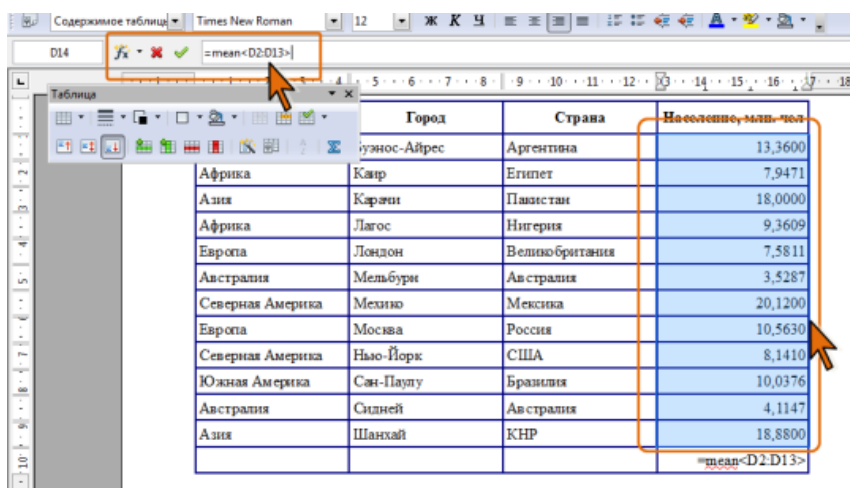 Содержимое таблицы Times New Roman 12 Ж К Ч
D14 =mean<D2:D13>
Таблица
Город Страна Население, млн. чел
Буэнос-Айрес Аргентина 13,3600
Африка Каир Египет 7,9471
Азия Карачи Пакистан 18,0000
Африка Лагос Нигерия 9,3609
Европа Лондон Великобритания 7,5811
Австралия Мельбурн Австралия 3,5287
Северная Америка Мехико Мексика 20,1200
Европа Москва Россия 10,5630
Северная Америка Нью-Йорк США 8,1410
Южная Америка Сан-Паулу Бразилия 10,0376
Австралия Сидней Австралия 4,1147
Азия Шанхай КНР 18,8800
=mean<D2:D13>